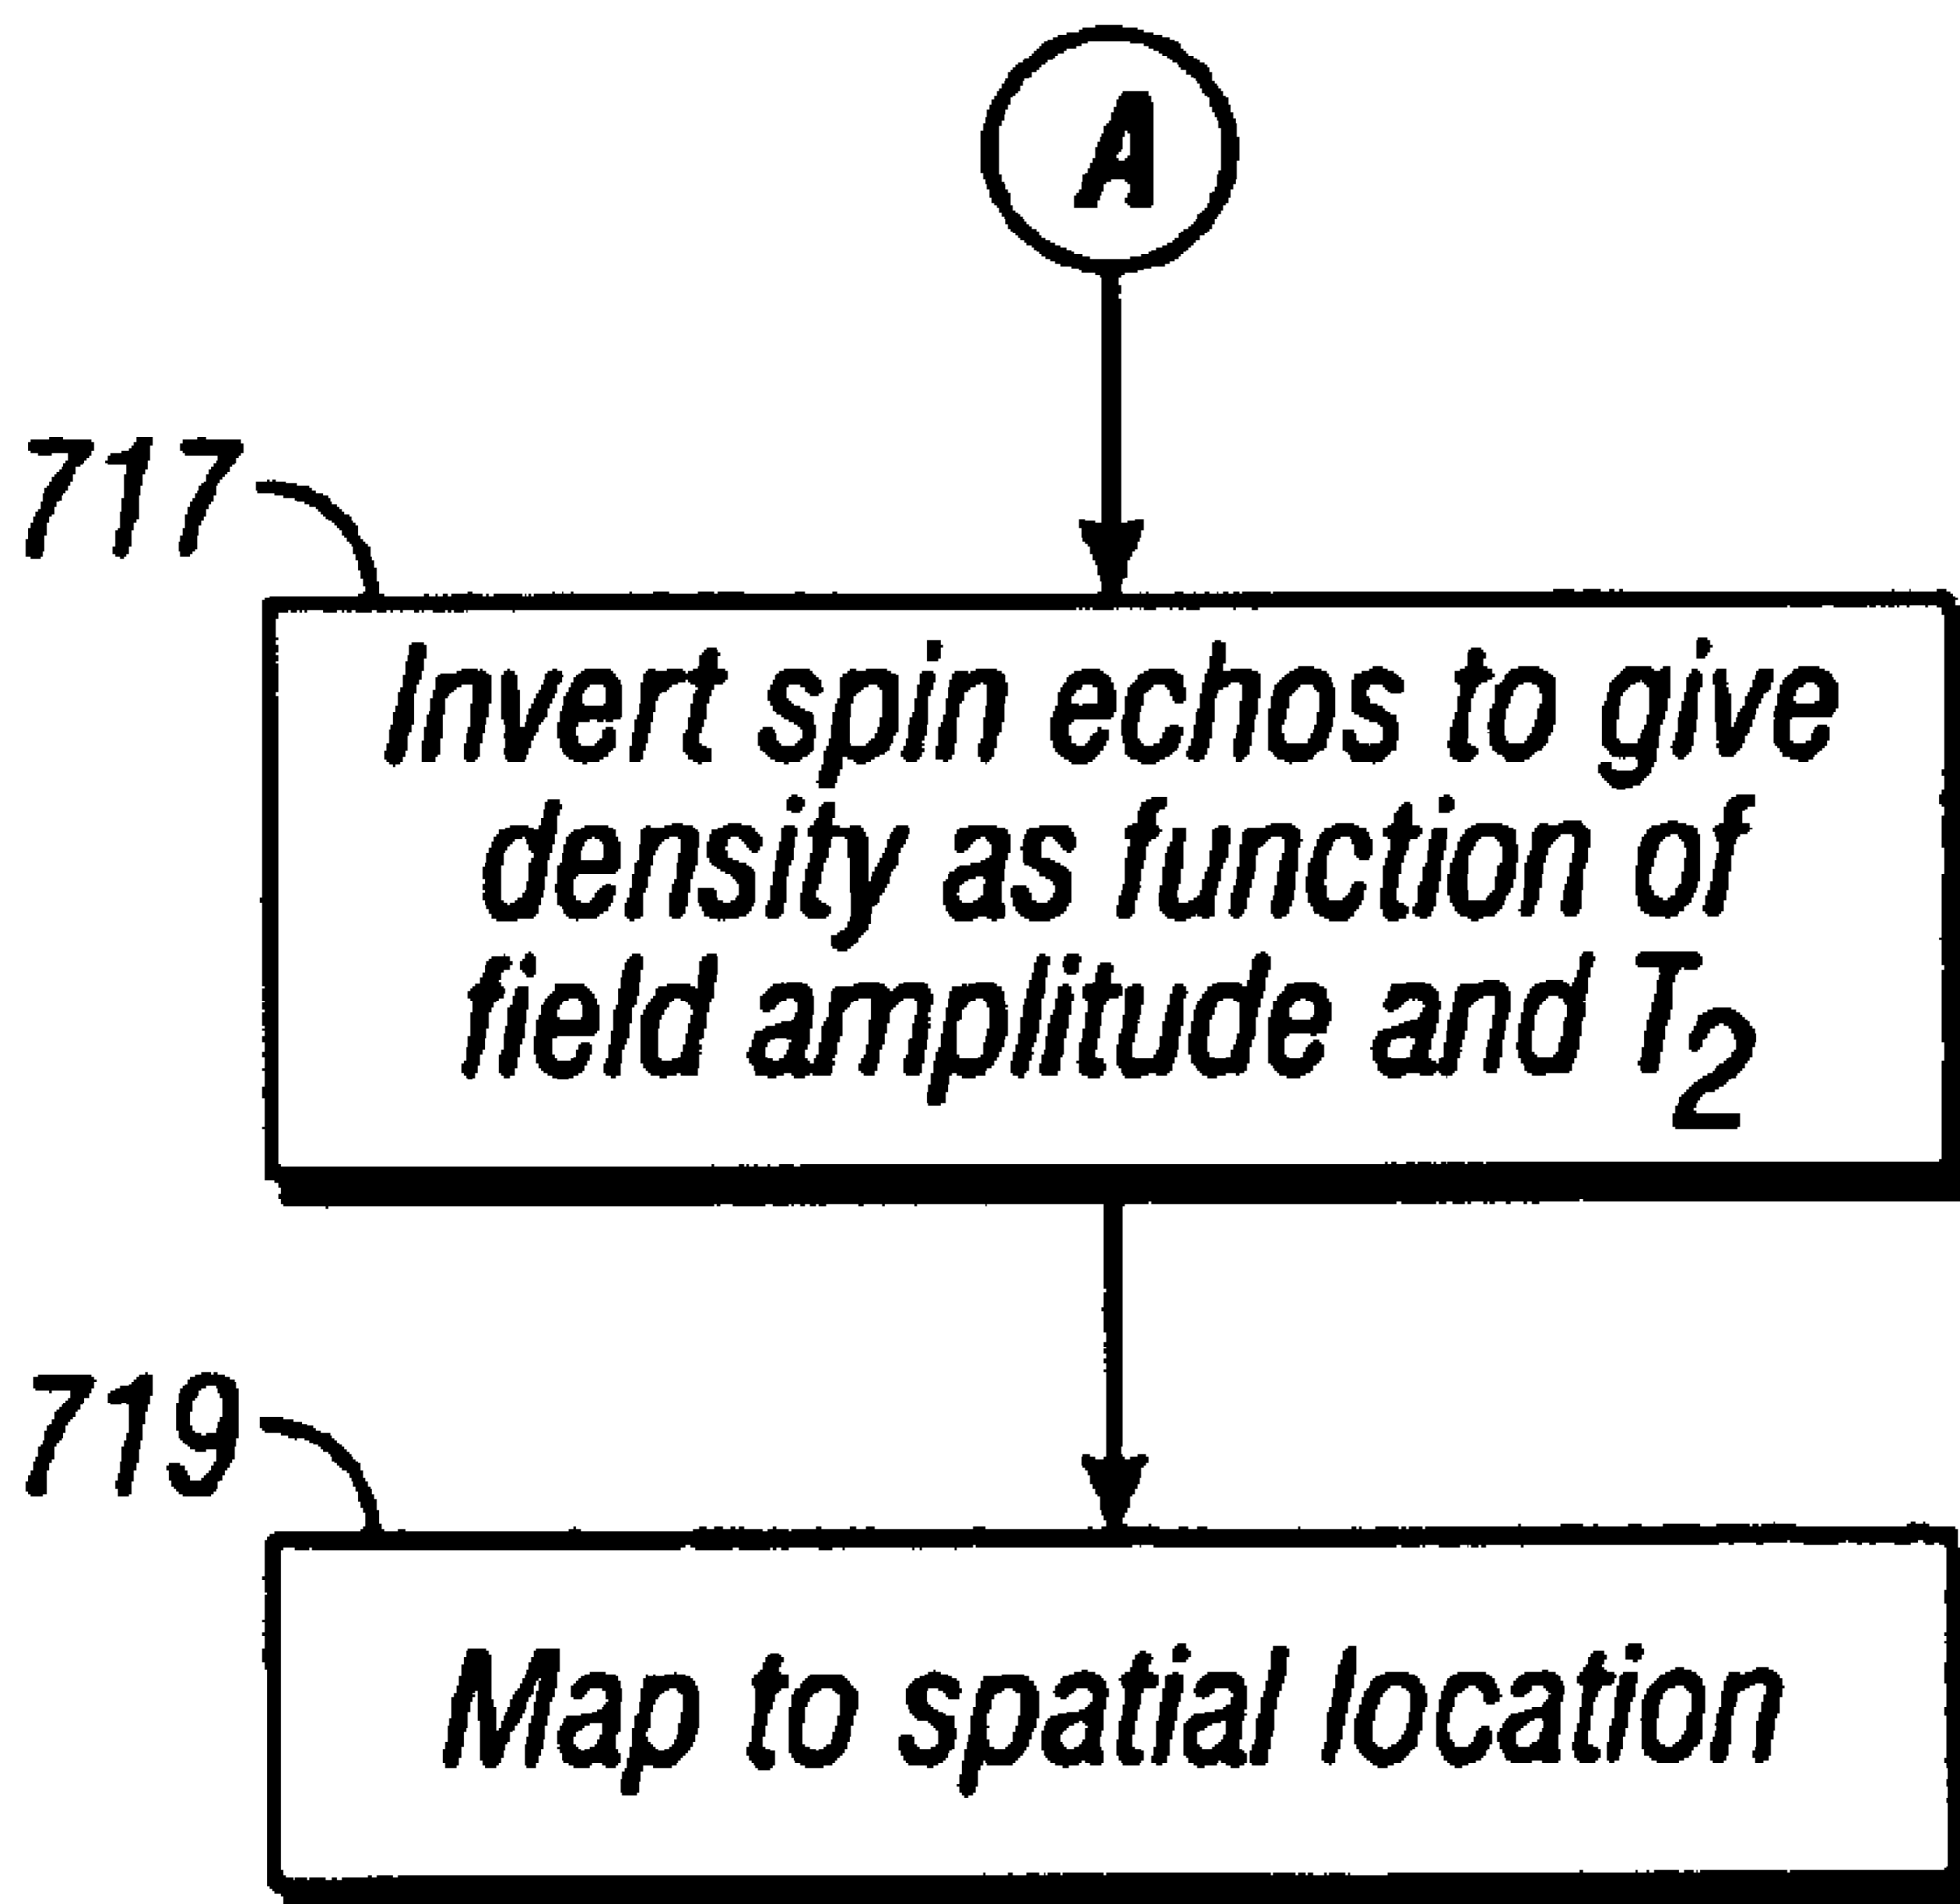 A
717
Invert spin echos to give
density as function of
field amplitude and T₂
719
Map to spatial location